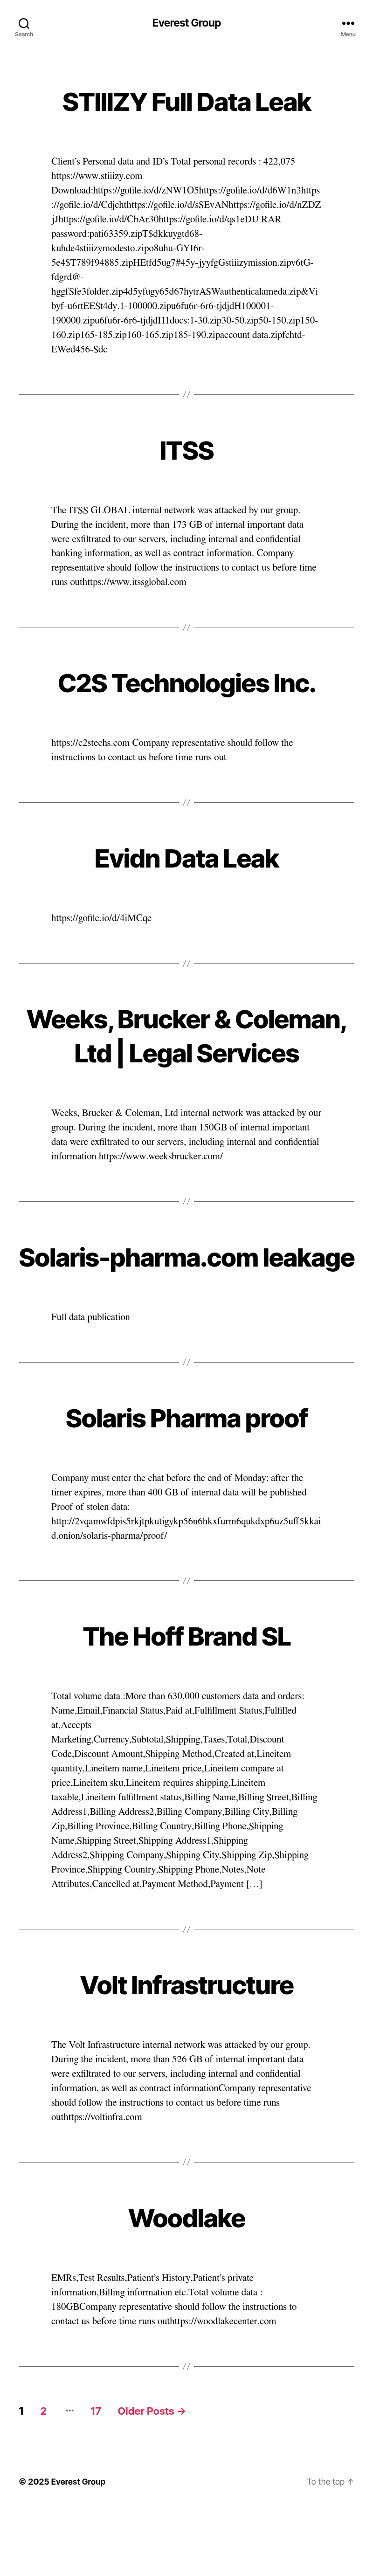 Everest Group
Search
Menu
STIIIZY Full Data Leak
Client's Personal data and ID's Total personal records : 422,075
https://www.stiiizy.com
Download:https://gofile.io/d/zNW1O5https://gofile.io/d/d6W1n3https
://gofile.io/d/Cdjchthttps://gofile.io/d/sSEvANhttps://gofile.io/d/nZDZ
jJhttps://gofile.io/d/CbAr30https://gofile.io/d/qs1eDU RAR
password:pati63359.zipT$dkkuygtd68-
kuhde4stiiizymodesto.zipo8uhu-GYI6r-
5e4$T789f94885.zipHEtfd5ug7#45y-jyyfgGstiiizymission.zipv6tG-
fdgrd@-
hggfSfe3folder.zip4d5yfugy65d67hytrASWauthenticalameda.zip&Vi
byf-u6rtEESt4dy.1-100000.zipu6fu6r-6r6-tjdjdH100001-
190000.zipu6fu6r-6r6-tjdjdH1docs:1-30.zip30-50.zip50-150.zip150-
160.zip165-185.zip160-165.zip185-190.zipaccount data.zipfchtd-
EWed456-Sdc
ITSS
The ITSS GLOBAL internal network was attacked by our group.
During the incident, more than 173 GB of internal important data
were exfiltrated to our servers, including internal and confidential
banking information, as well as contract information. Company
representative should follow the instructions to contact us before time
runs outhttps://www.itssglobal.com
C2S Technologies Inc.
https://c2stechs.com Company representative should follow the
instructions to contact us before time runs out
Evidn Data Leak
https://gofile.io/d/4iMCqe
Weeks, Brucker & Coleman,
Ltd | Legal Services
Weeks, Brucker & Coleman, Ltd internal network was attacked by our
group. During the incident, more than 150GB of internal important
data were exfiltrated to our servers, including internal and confidential
information https://www.weeksbrucker.com/
Solaris-pharma.com leakage
Full data publication
Solaris Pharma proof
Company must enter the chat before the end of Monday; after the
timer expires, more than 400 GB of internal data will be published
Proof of stolen data:
http://2vqamwfdpis5rkjtpkutigykp56n6hkxfurm6qukdxp6uz5uff5kkai
d.onion/solaris-pharma/proof/
The Hoff Brand SL
Total volume data :More than 630,000 customers data and orders:
Name,Email,Financial Status,Paid at,Fulfillment Status,Fulfilled
at,Accepts
Marketing,Currency,Subtotal,Shipping,Taxes,Total,Discount
Code,Discount Amount,Shipping Method,Created at,Lineitem
quantity,Lineitem name,Lineitem price,Lineitem compare at
price,Lineitem sku,Lineitem requires shipping,Lineitem
taxable,Lineitem fulfillment status,Billing Name,Billing Street,Billing
Address1,Billing Address2,Billing Company,Billing City,Billing
Zip,Billing Province,Billing Country,Billing Phone,Shipping
Name,Shipping Street,Shipping Address1,Shipping
Address2,Shipping Company,Shipping City,Shipping Zip,Shipping
Province,Shipping Country,Shipping Phone,Notes,Note
Attributes,Cancelled at,Payment Method,Payment […]
Volt Infrastructure
The Volt Infrastructure internal network was attacked by our group.
During the incident, more than 526 GB of internal important data
were exfiltrated to our servers, including internal and confidential
information, as well as contract informationCompany representative
should follow the instructions to contact us before time runs
outhttps://voltinfra.com
Woodlake
EMRs,Test Results,Patient's History,Patient's private
information,Billing information etc.Total volume data :
180GBCompany representative should follow the instructions to
contact us before time runs outhttps://woodlakecenter.com
1 2 ··· 17 Older Posts →
© 2025 Everest Group
To the top ↑